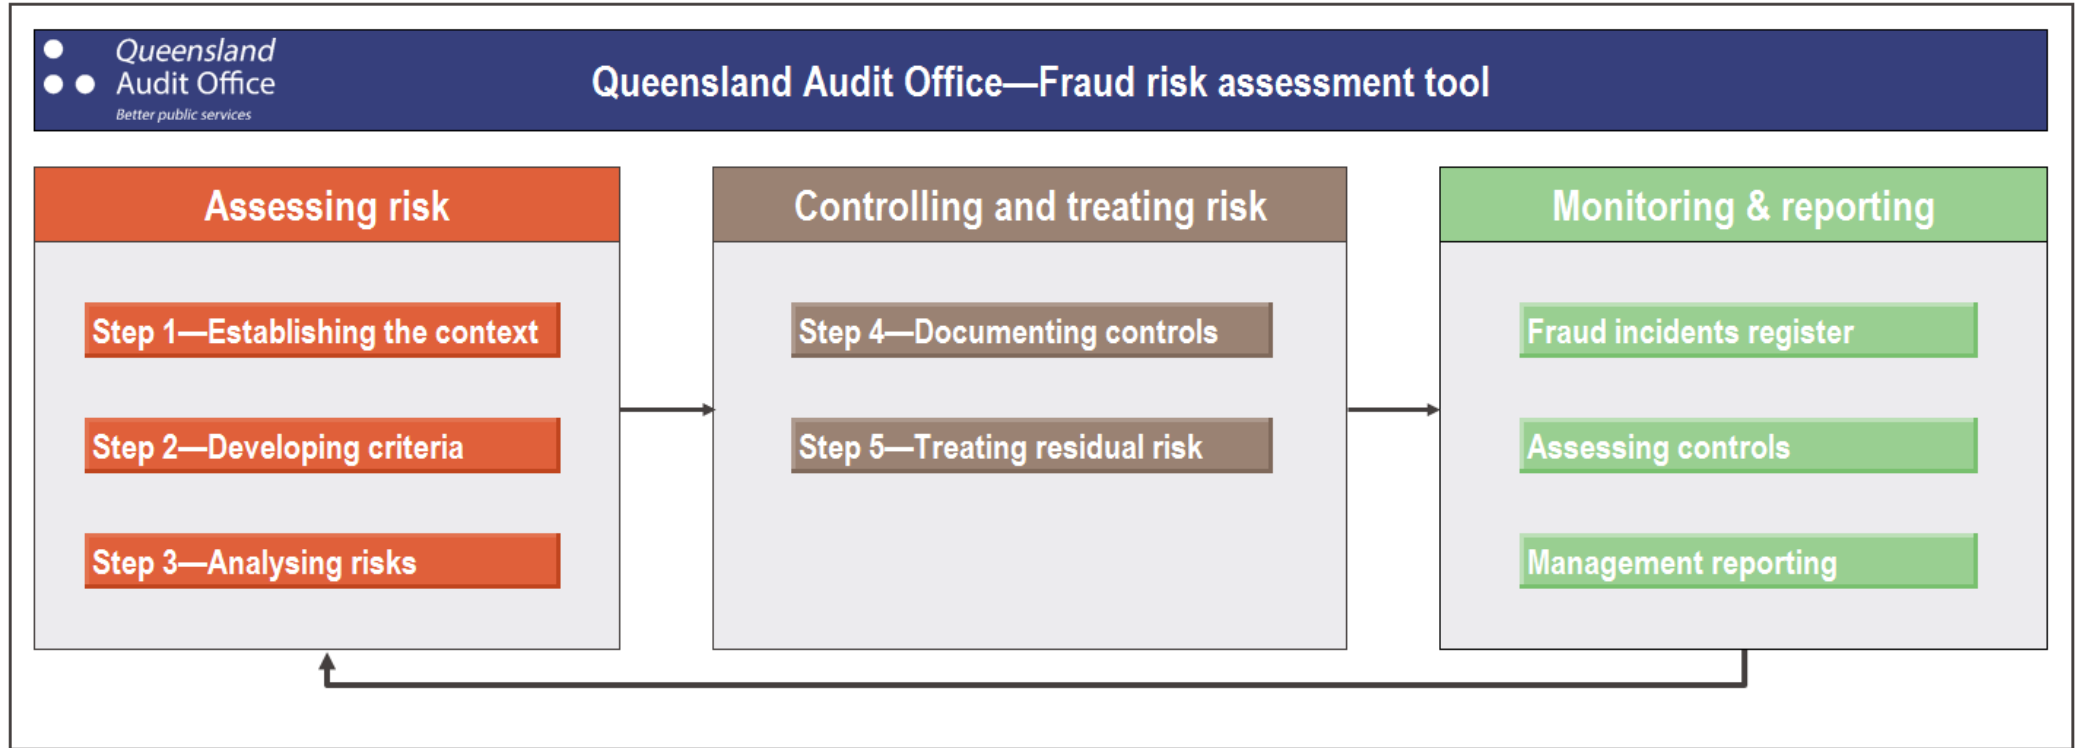 Queensland
Audit Office
Better public services
Queensland Audit Office—Fraud risk assessment tool
Assessing risk
Step 1—Establishing the context
Step 2—Developing criteria
Step 3—Analysing risks
Controlling and treating risk
Step 4—Documenting controls
Step 5—Treating residual risk
Monitoring & reporting
Fraud incidents register
Assessing controls
Management reporting